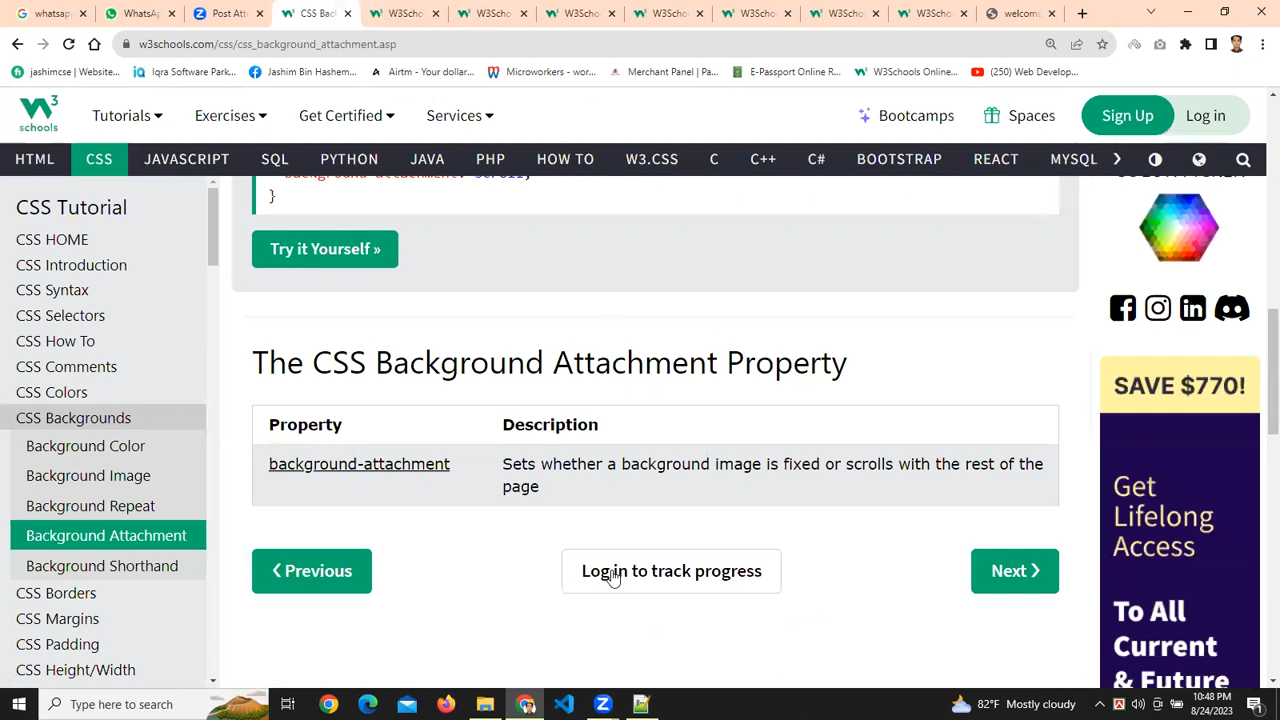 whatsapp
WhatsAp
Post Att
CSS Bac
W3Scho
W3Scho
W3Scho
W3Scho
W3Scho
W3Scho
W3Scho
welcom
w3schools.com/css/css_background_attachment.asp
jashimcse | Website...
Iqra Software Park...
Jashim Bin Hashem...
Airtm - Your dollar...
Microworkers - wor...
Merchant Panel | Pa...
E-Passport Online R...
W3Schools Online...
(250) Web Develop...
W3 schools
Tutorials
Exercises
Get Certified
Services
Bootcamps
Spaces
Sign Up
Log in
HTML
CSS
JAVASCRIPT
SQL
PYTHON
JAVA
PHP
HOW TO
W3.CSS
C
C++
C#
BOOTSTRAP
REACT
MYSQL
CSS Tutorial
CSS HOME
CSS Introduction
CSS Syntax
CSS Selectors
CSS How To
CSS Comments
CSS Colors
CSS Backgrounds
Background Color
Background Image
Background Repeat
Background Attachment
Background Shorthand
CSS Borders
CSS Margins
CSS Padding
CSS Height/Width
background-attachment: scroll;
}
Try it Yourself »
The CSS Background Attachment Property
Property
Description
background-attachment
Sets whether a background image is fixed or scrolls with the rest of the
page
❮ Previous
Log in to track progress
Next ❯
SAVE $770!
Get
Lifelong
Access
To All
Current
& Future
Type here to search
82°F Mostly cloudy
10:48 PM
8/24/2023